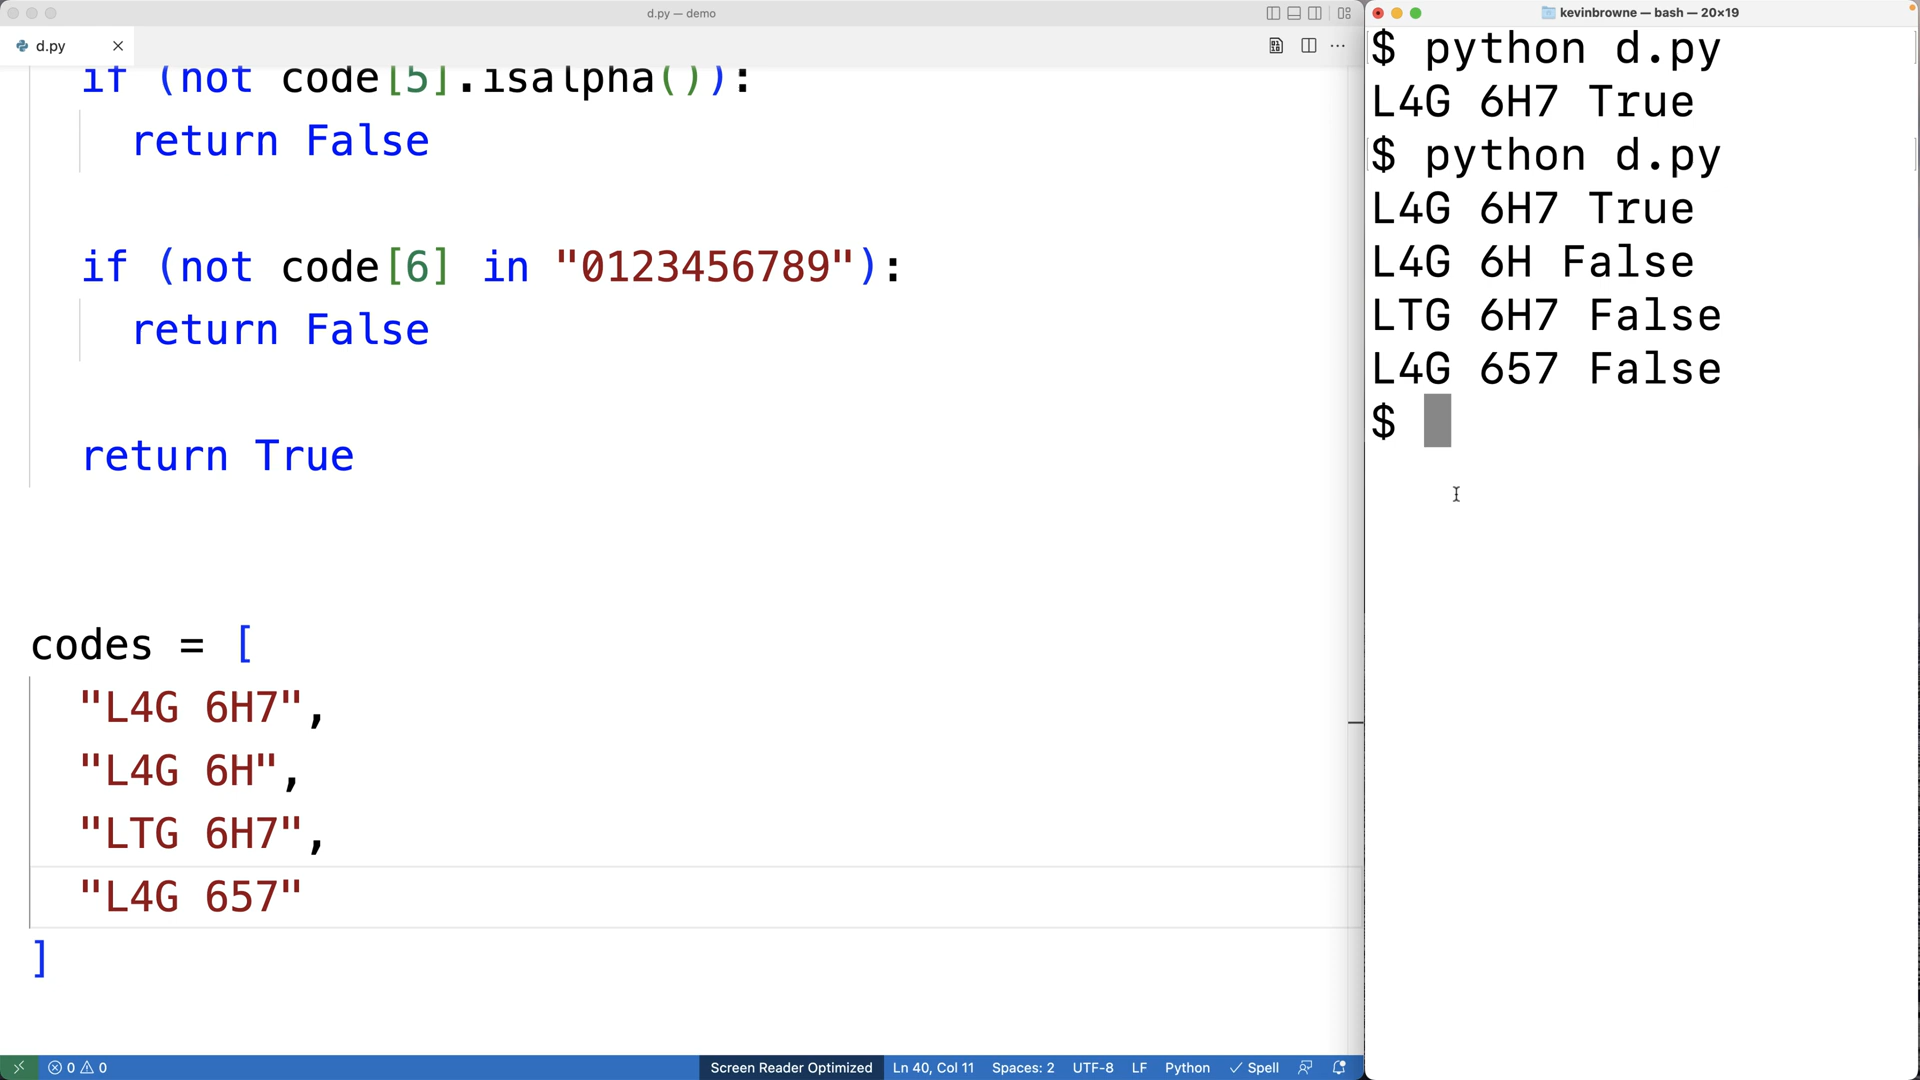 d.py — demo
d.py
if (not code[5].isalpha()):
return False
if (not code[6] in "0123456789"):
return False
return True
codes = [
"L4G 6H7",
"L4G 6H",
"LTG 6H7",
"L4G 657"
]
0 0
Screen Reader Optimized
Ln 40, Col 11
Spaces: 2
UTF-8
LF
Python
Spell
kevinbrowne — bash — 20×19
$ python d.py
L4G 6H7 True
$ python d.py
L4G 6H7 True
L4G 6H False
LTG 6H7 False
L4G 657 False
$